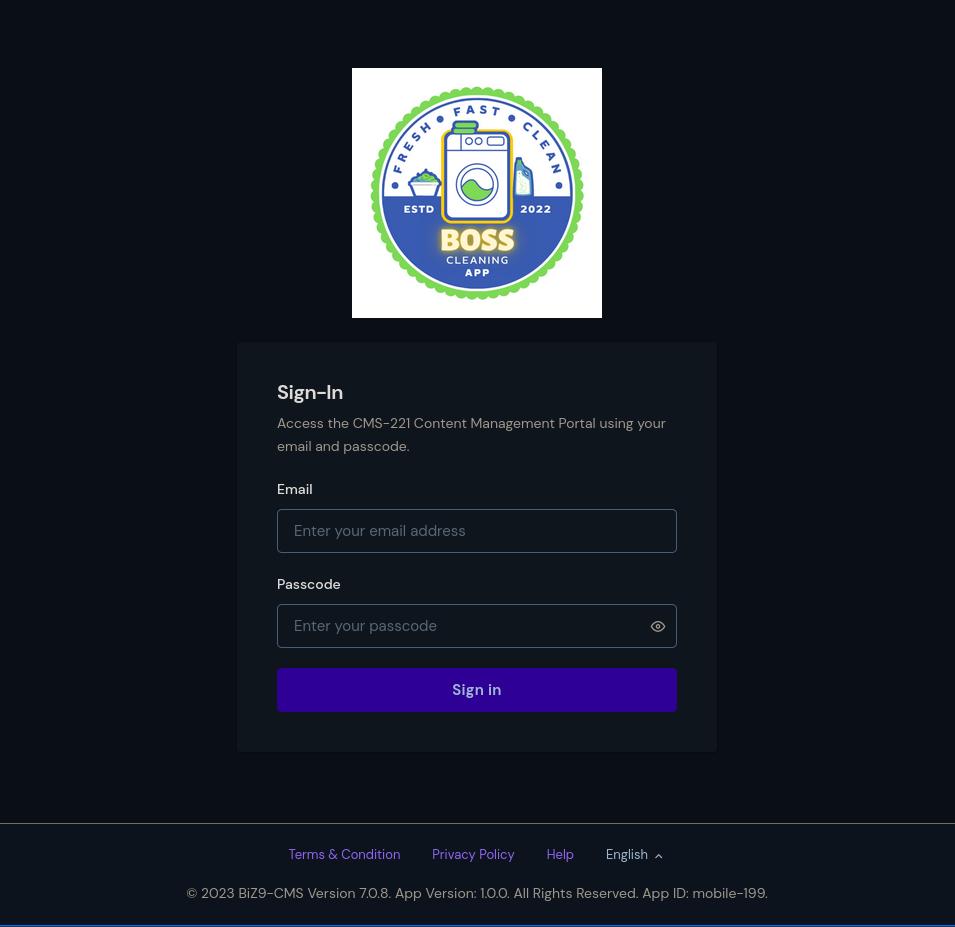 FRESH • FAST • CLEAN
ESTD 2022
BOSS
CLEANING
APP
Sign-In
Access the CMS-221 Content Management Portal using your
email and passcode.
Email
Enter your email address
Passcode
Enter your passcode
Sign in
Terms & Condition Privacy Policy Help English
© 2023 BiZ9-CMS Version 7.0.8. App Version: 1.0.0. All Rights Reserved. App ID: mobile-199.